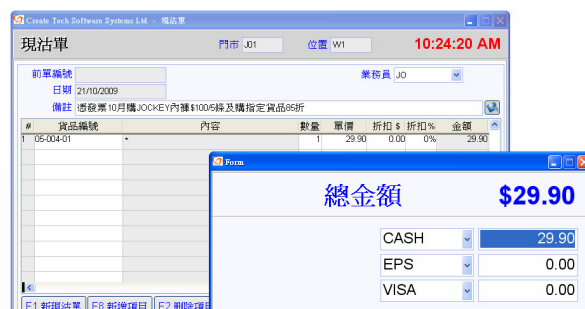 Create Tech Software Systems Ltd - 現沽單
現沽單 門市 J01 位置 W1 10:24:20 AM
前單編號 業務員 JO
日期 21/10/2009
備註 憑發票10月購JOCKEY內褲$100/5條及購指定貨品85折
# 貨品編號 內容 數量 單價 折扣 $ 折扣% 金額
1 05-004-01 * 1 29.90 0.00 0% 29.90
Form
總金額 $29.90
CASH 29.90
EPS 0.00
VISA 0.00
F1 新現沽單 F8 新增項目 F2 刪除項目